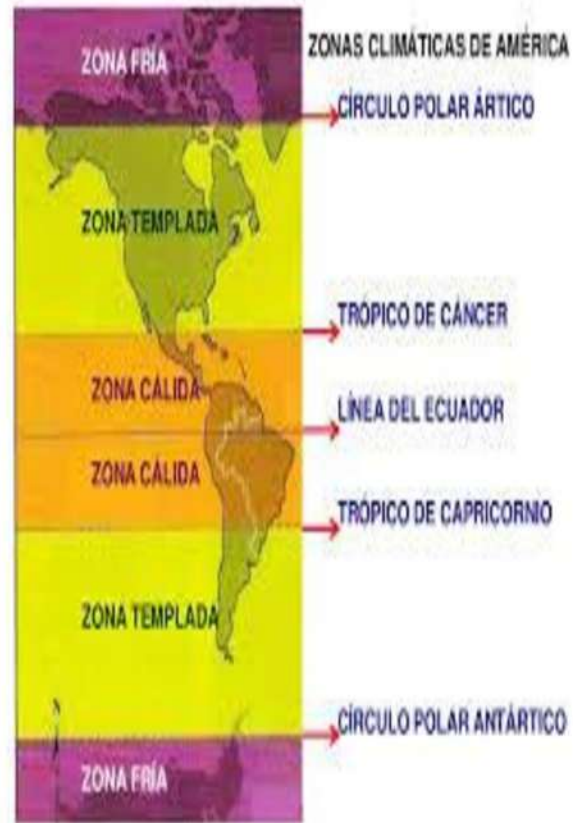 ZONAS CLIMÁTICAS DE AMÉRICA
ZONA FRÍA
CÍRCULO POLAR ÁRTICO
ZONA TEMPLADA
TRÓPICO DE CÁNCER
ZONA CÁLIDA
LÍNEA DEL ECUADOR
ZONA CÁLIDA
TRÓPICO DE CAPRICORNIO
ZONA TEMPLADA
CÍRCULO POLAR ANTÁRTICO
ZONA FRÍA